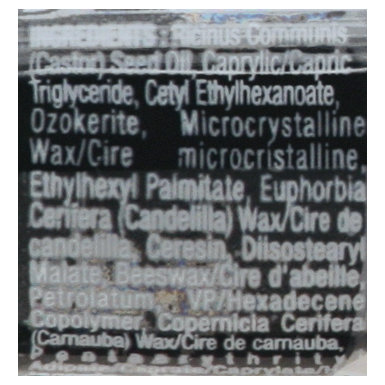 INGREDIENTS: Ricinus Communis
(Castor) Seed Oil, Caprylic/Capric
Triglyceride, Cetyl Ethylhexanoate,
Ozokerite, Microcrystalline
Wax/Cire microcristalline,
Ethylhexyl Palmitate, Euphorbia
Cerifera (Candelilla) Wax/Cire de
candelilla, Ceresin, Diisostearyl
Malate, Beeswax/Cire d'abeille,
Petrolatum, VP/Hexadecene
Copolymer, Copernicia Cerifera
(Carnauba) Wax/Cire de carnauba,
Pentaerythrityl